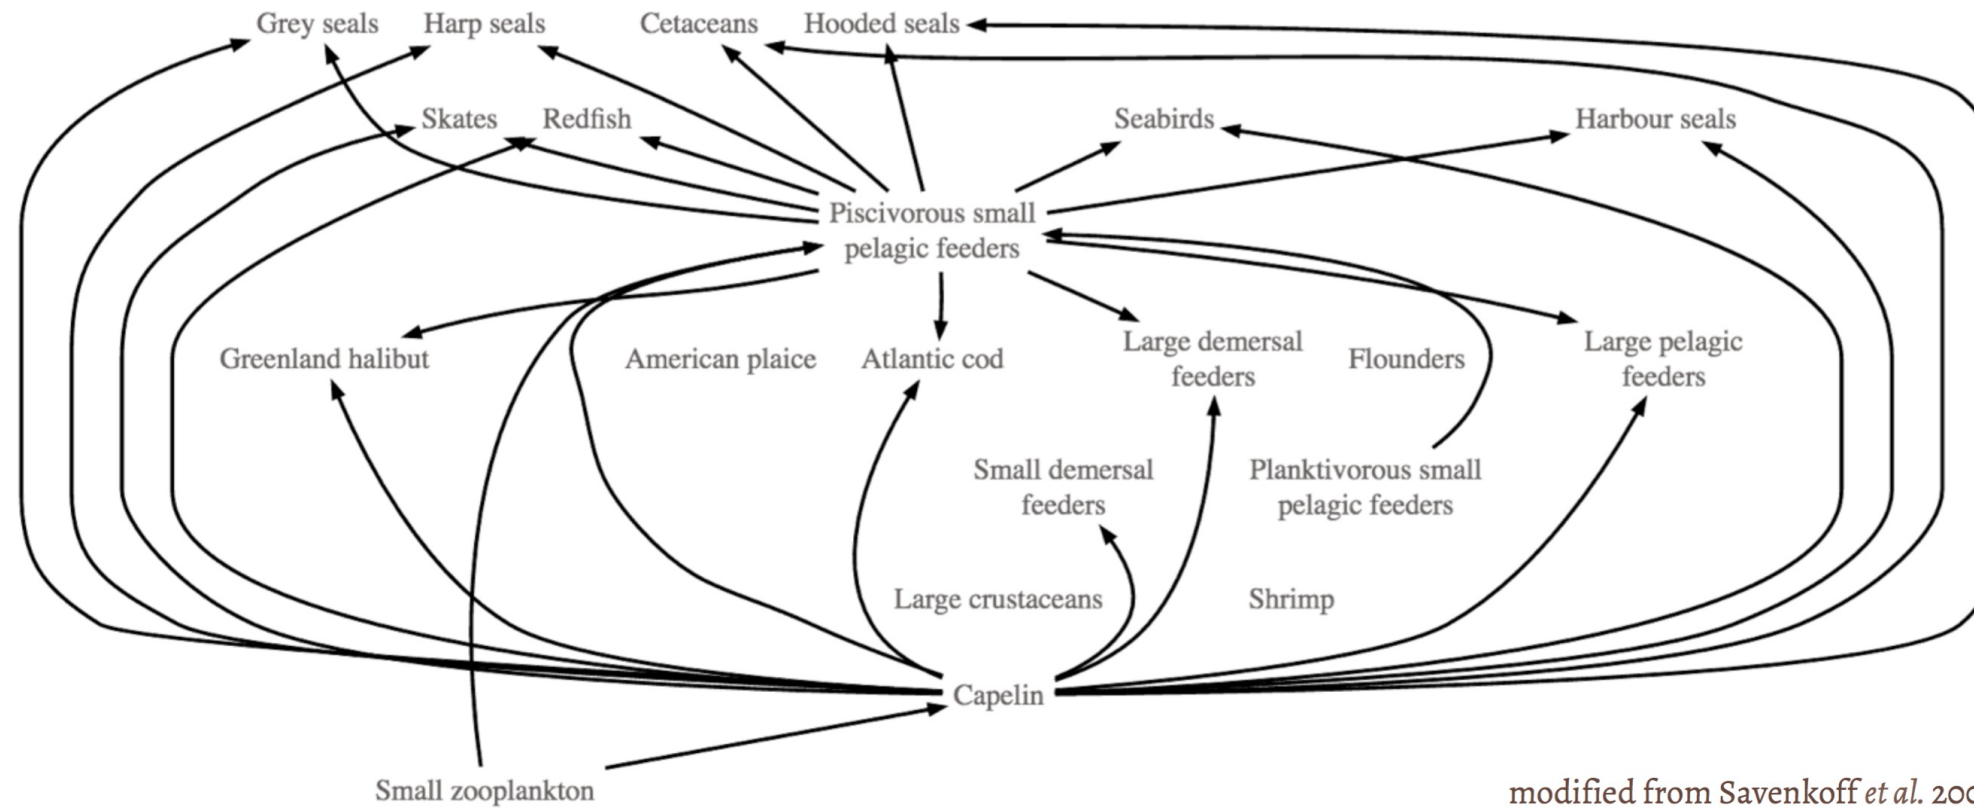 Grey seals
Harp seals
Cetaceans
Hooded seals
Skates
Redfish
Seabirds
Harbour seals
Piscivorous small
pelagic feeders
Greenland halibut
American plaice
Atlantic cod
Large demersal
feeders
Flounders
Large pelagic
feeders
Small demersal
feeders
Planktivorous small
pelagic feeders
Large crustaceans
Shrimp
Capelin
Small zooplankton
modified from Savenkoff et al.